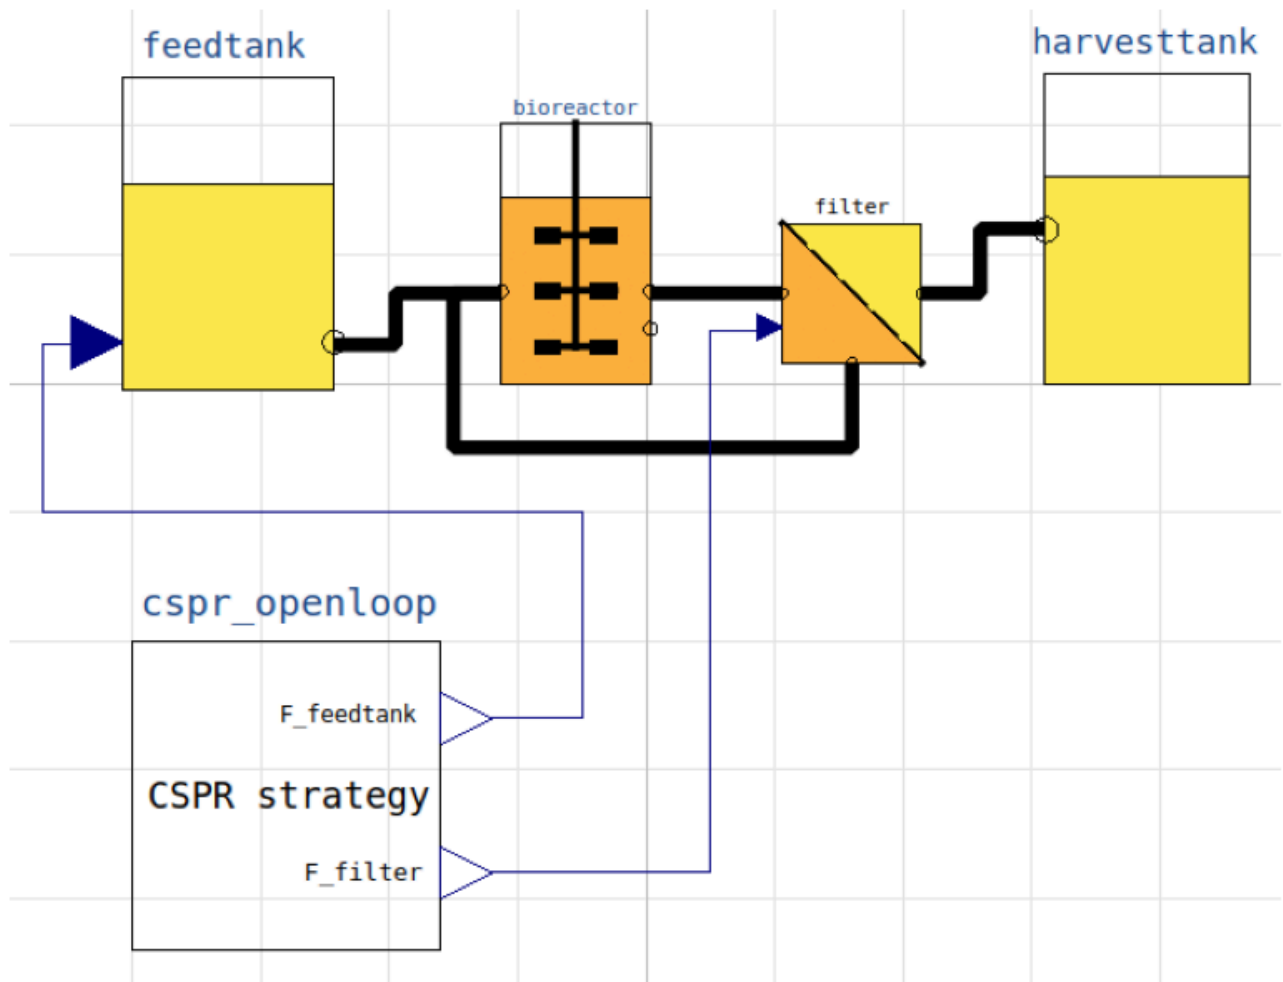 feedtank
harvesttank
bioreactor
filter
cspr_openloop
F_feedtank
CSPR strategy
F_filter